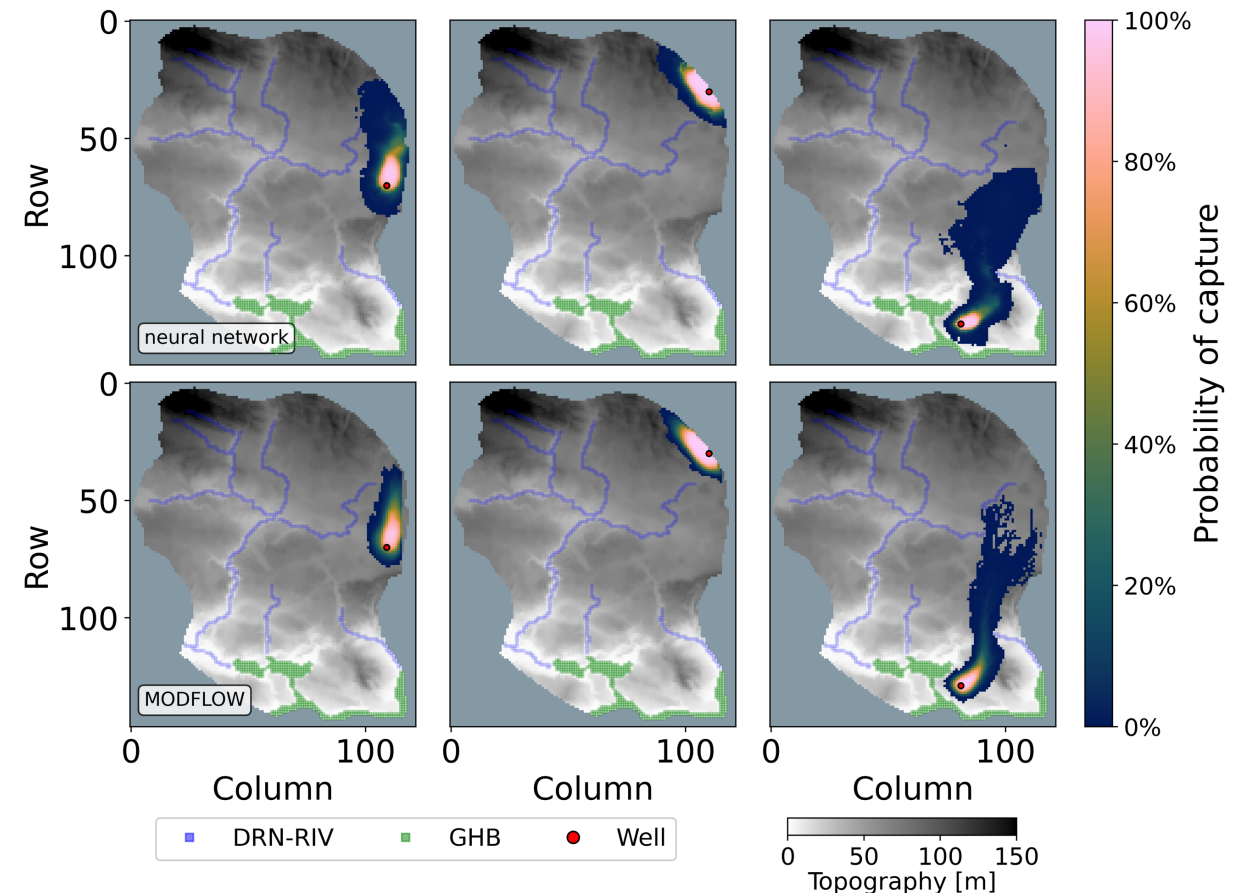 0
50
100
Row
neural network
100%
80%
60%
40%
20%
0%
Probability of capture
0
50
100
Row
MODFLOW
0
100
0
100
0
100
Column
Column
Column
DRN-RIV
GHB
Well
0
50
100
150
Topography [m]